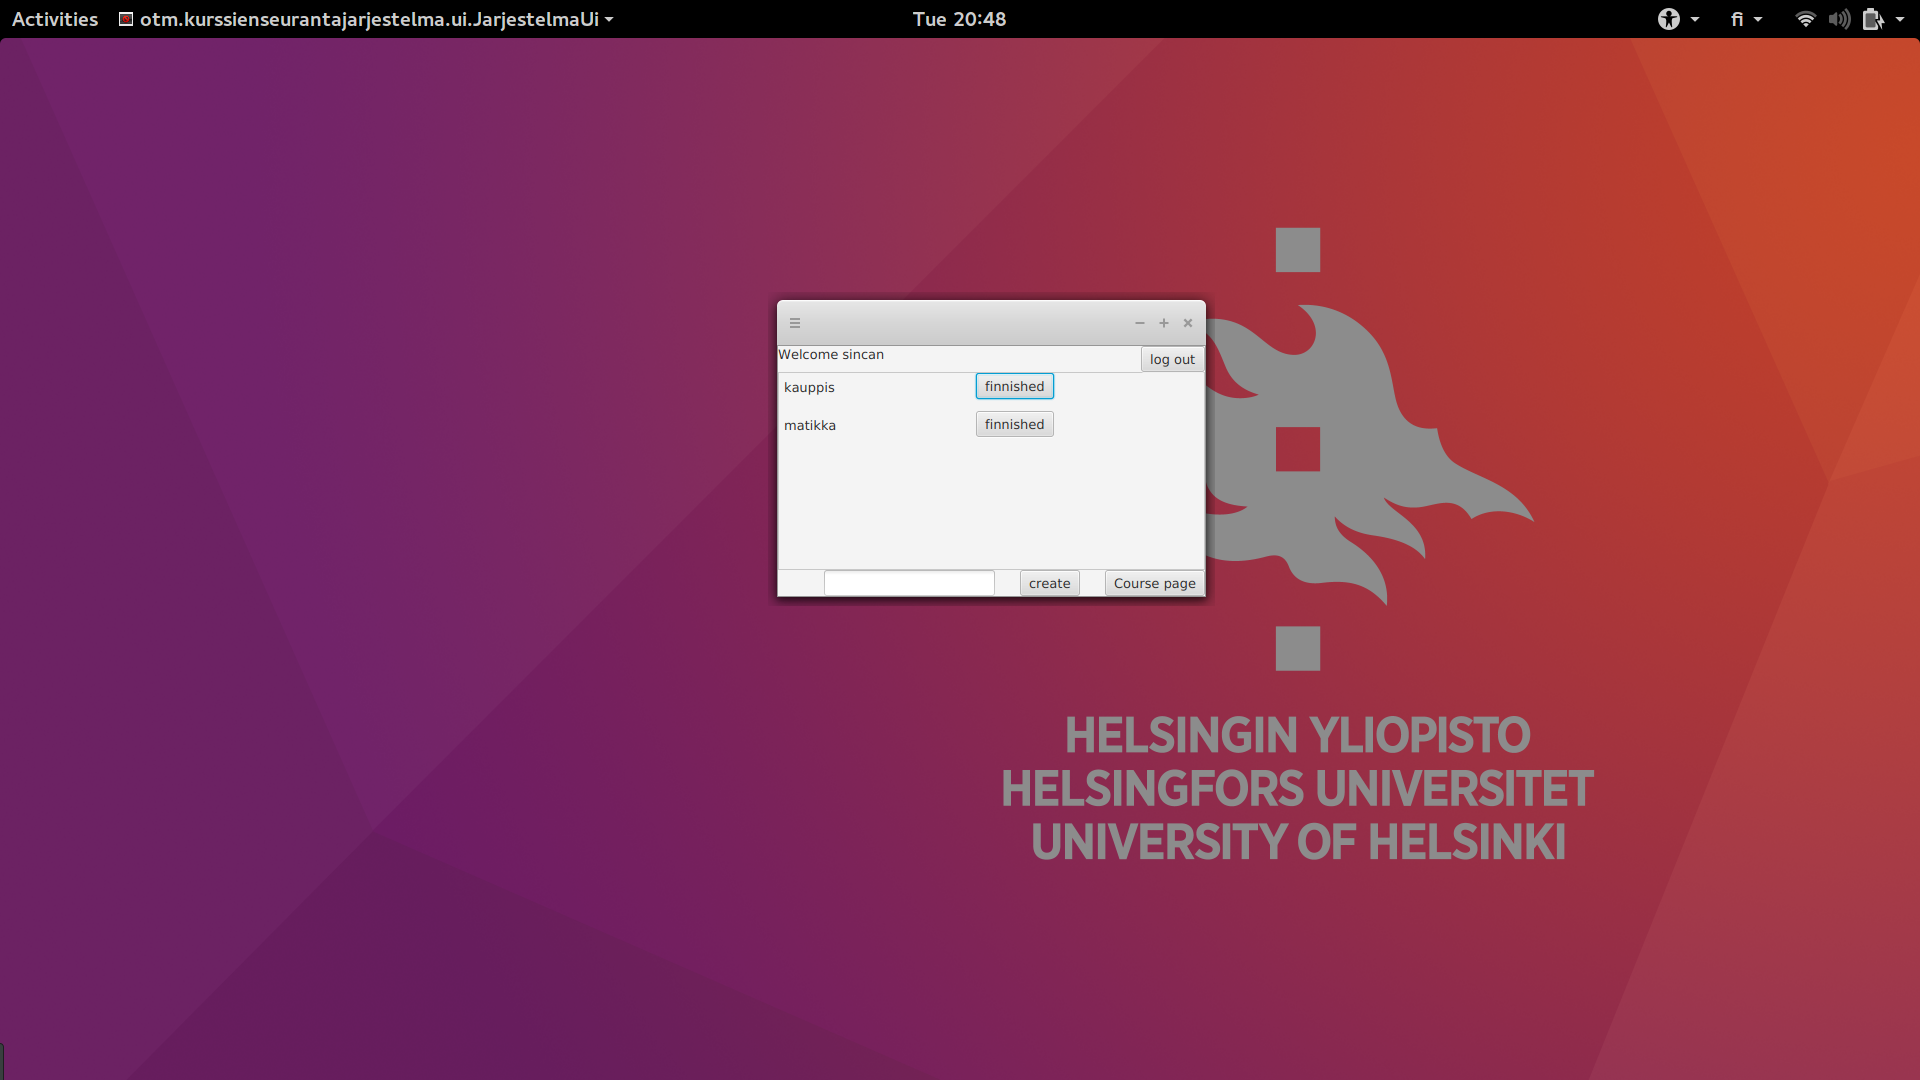 Activities otm.kurssienseurantajarjestelma.ui.JarjestelmaUi Tue 20:48 fi
Welcome sincan log out
kauppis finnished
matikka finnished
create Course page
HELSINGIN YLIOPISTO
HELSINGFORS UNIVERSITET
UNIVERSITY OF HELSINKI